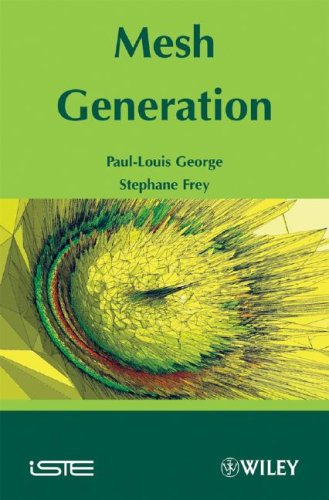 Mesh
Generation
Paul-Louis George
Stephane Frey
iSTE
WILEY